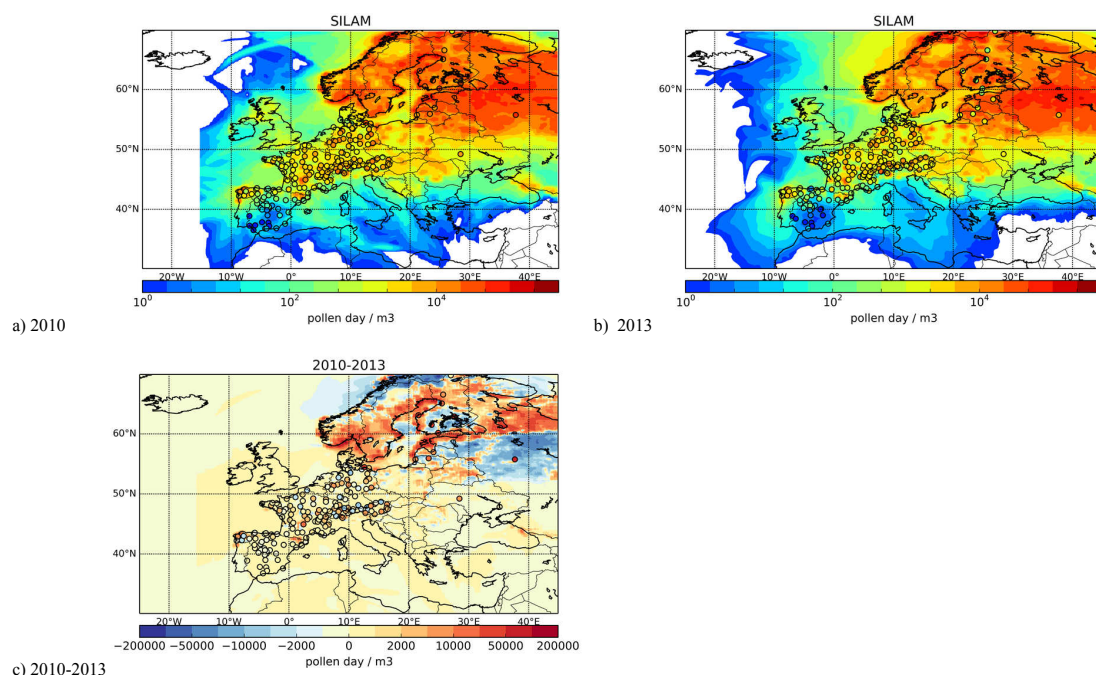 SILAM
60°N
50°N
40°N
20°W 10°W 0° 10°E 20°E 30°E 40°E
10⁰ 10² 10⁴
pollen day / m3
a) 2010
SILAM
60°N
50°N
40°N
20°W 10°W 0° 10°E 20°E 30°E 40°E
10⁰ 10² 10⁴
pollen day / m3
b) 2013
2010-2013
60°N
50°N
40°N
20°W 10°W 0° 10°E 20°E 30°E 40°E
−200000 −50000 −10000 −2000 0 2000 10000 50000 200000
pollen day / m3
c) 2010-2013